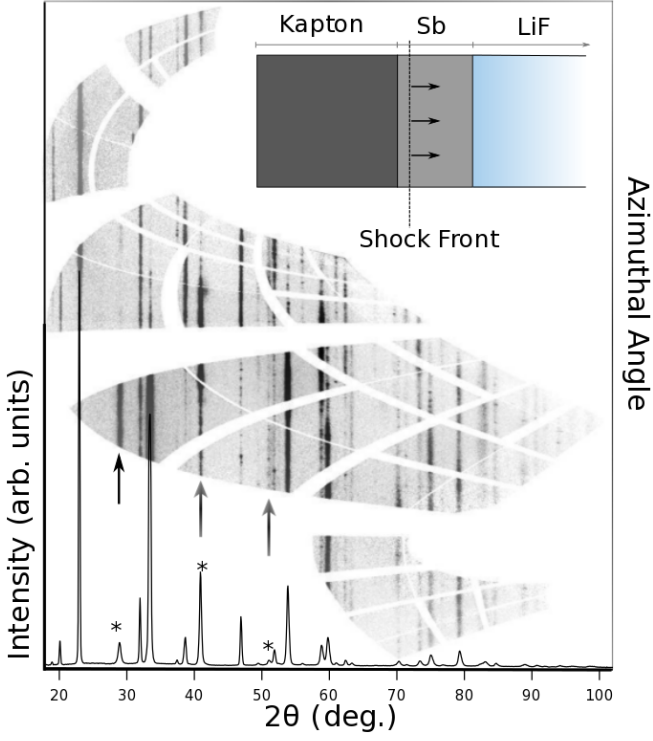 Kapton Sb LiF
Shock Front
Azimuthal Angle
Intensity (arb. units)
*
*
*
20 30 40 50 60 70 80 90 100
2θ (deg.)